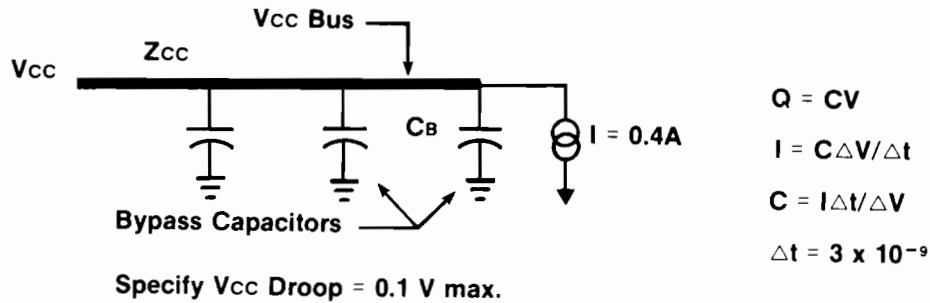 Vcc Bus
Zcc
Vcc
CB
I = 0.4A
Bypass Capacitors
Specify Vcc Droop = 0.1 V max.
Q = CV
I = C△V/△t
C = I△t/△V
△t = 3 x 10⁻⁹